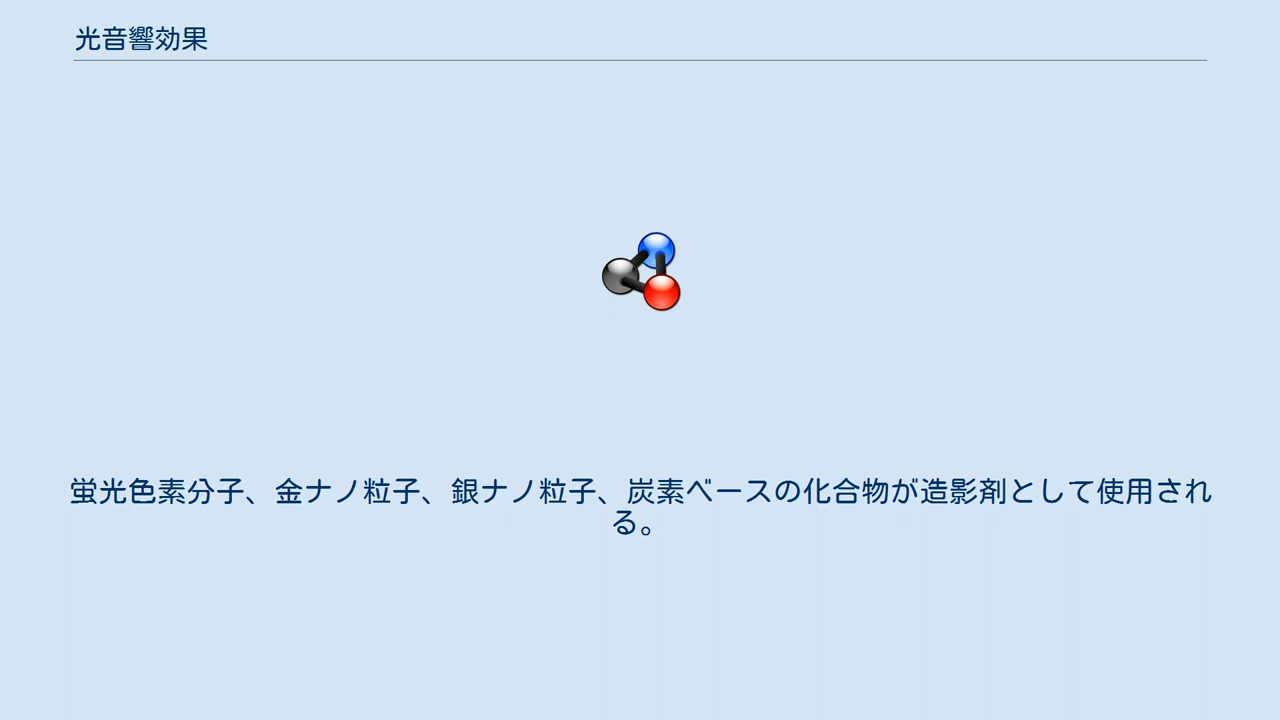 光音響効果
蛍光色素分子、金ナノ粒子、銀ナノ粒子、炭素ベースの化合物が造影剤として使用され
る。